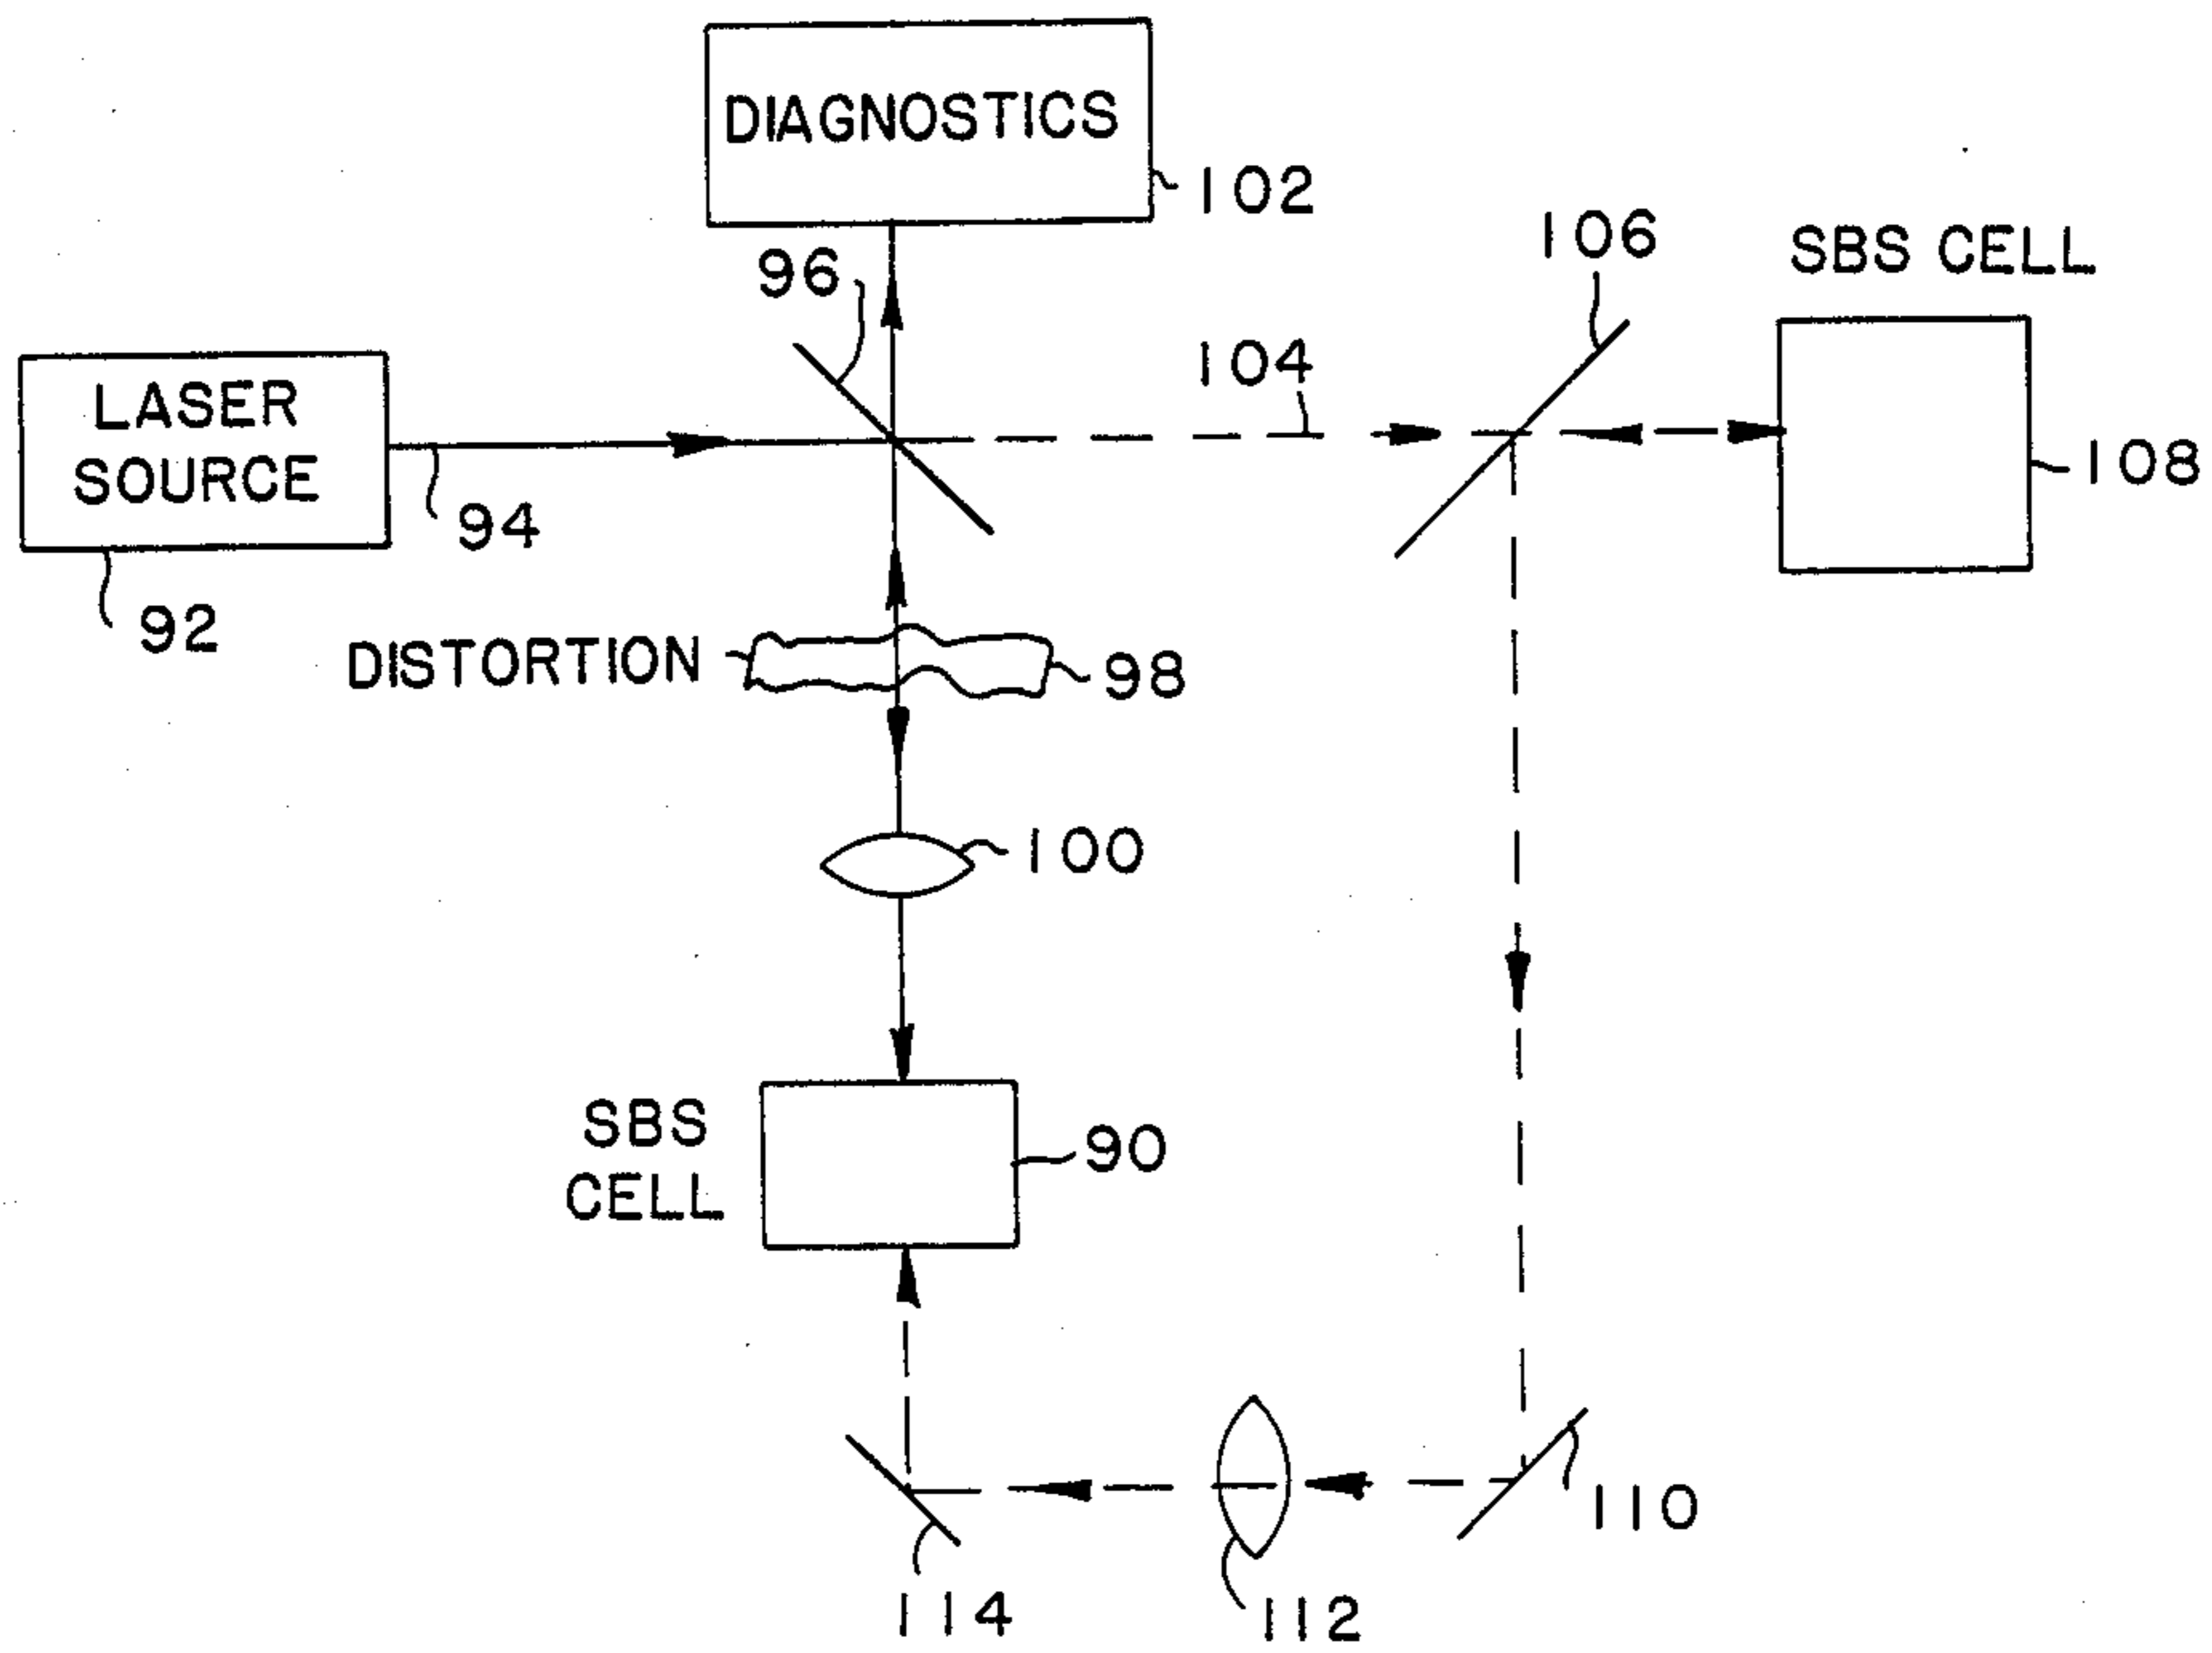 DIAGNOSTICS
102
96
106
SBS CELL
104
LASER
SOURCE
94
108
92
DISTORTION
98
100
SBS
CELL
90
110
114
112